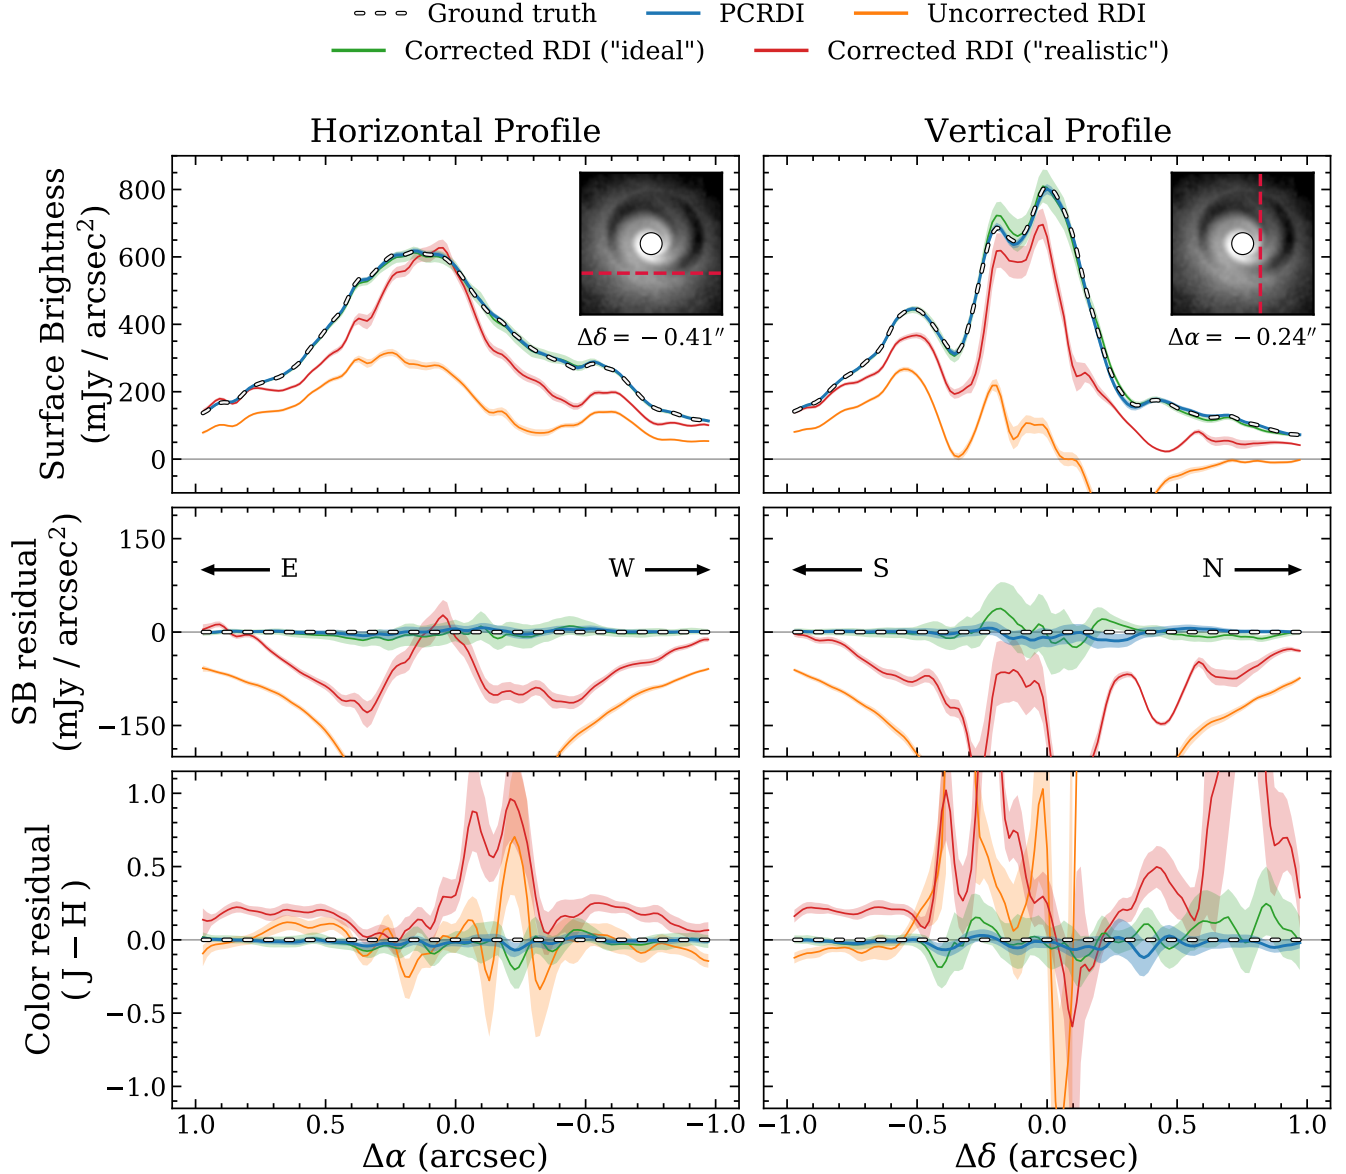 Ground truth
PCRDI
Uncorrected RDI
Corrected RDI ("ideal")
Corrected RDI ("realistic")
Horizontal Profile
Vertical Profile
Surface Brightness
(mJy / arcsec²)
800
600
400
200
0
Δδ = −0.41″
Δα = −0.24″
SB residual
(mJy / arcsec²)
150
0
−150
E
W
S
N
Color residual
( J − H )
1.0
0.5
0.0
−0.5
−1.0
1.0
0.5
0.0
−0.5
−1.0
−1.0
−0.5
0.0
0.5
1.0
Δα (arcsec)
Δδ (arcsec)